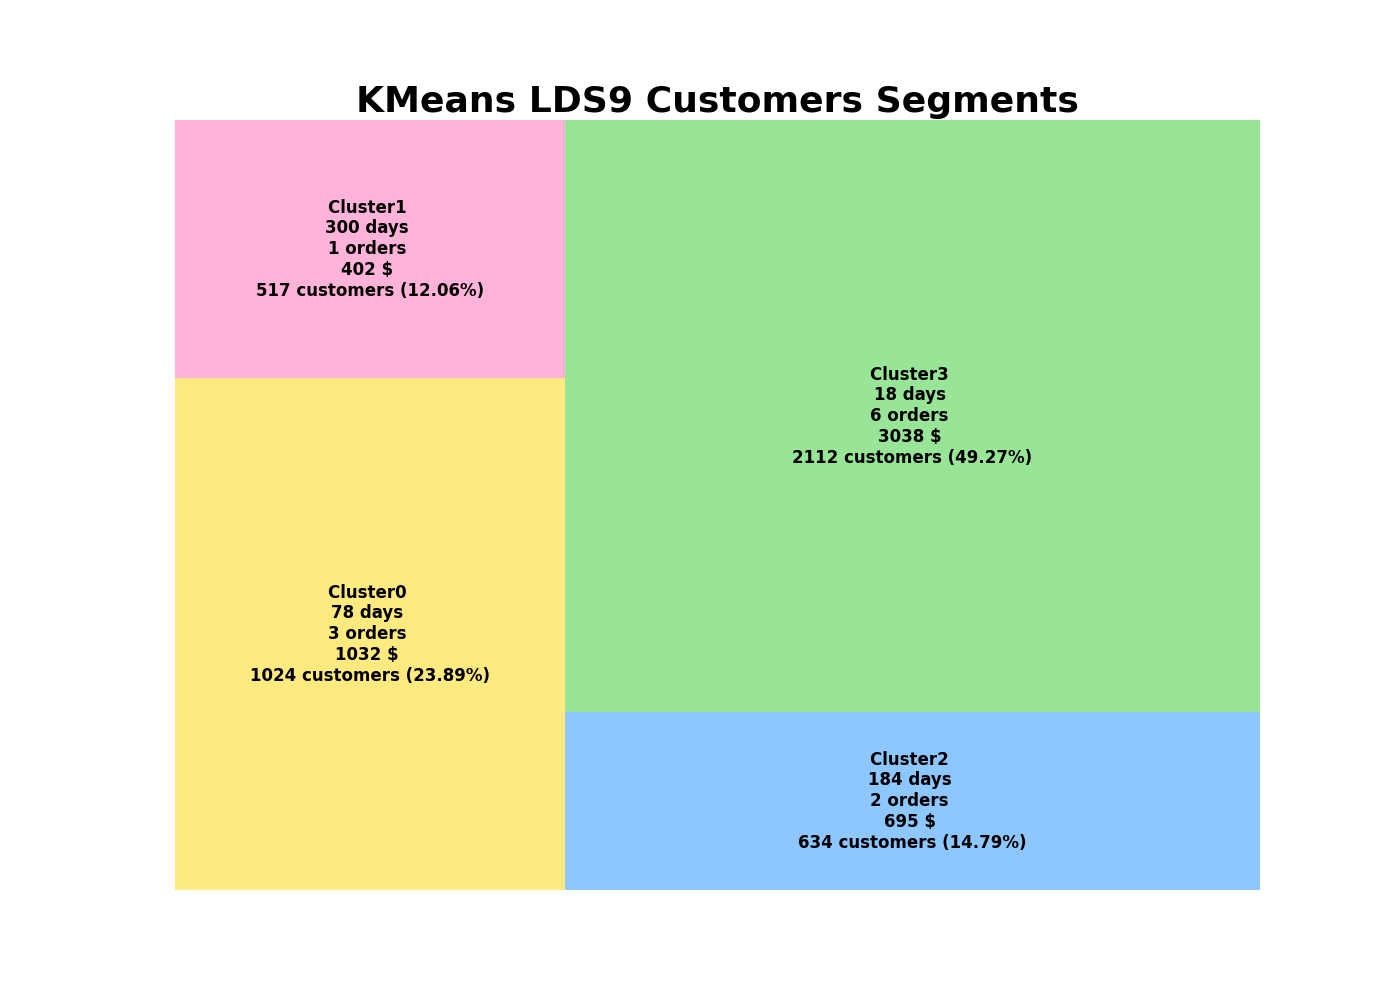 KMeans LDS9 Customers Segments
Cluster1
300 days
1 orders
402 $
517 customers (12.06%)
Cluster3
18 days
6 orders
3038 $
2112 customers (49.27%)
Cluster0
78 days
3 orders
1032 $
1024 customers (23.89%)
Cluster2
184 days
2 orders
695 $
634 customers (14.79%)